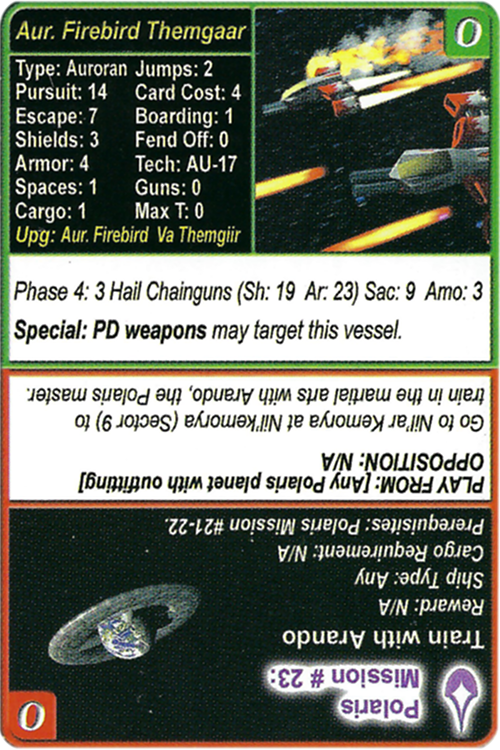 Aur. Firebird Themgaar
0
Type: Auroran Jumps: 2
Pursuit: 14 Card Cost: 4
Escape: 7 Boarding: 1
Shields: 3 Fend Off: 0
Armor: 4 Tech: AU-17
Spaces: 1 Guns: 0
Cargo: 1 Max T: 0
Upg: Aur. Firebird Va Themgiir
Phase 4: 3 Hail Chainguns (Sh: 19 Ar: 23) Sac: 9 Amo: 3
Special: PD weapons may target this vessel.
Polaris
Mission # 23:
0
Train with Arando
Reward: N/A
Ship Type: Any
Cargo Requirement: N/A
Prerequisites: Polaris Mission #21-22.
PLAY FROM: [Any Polaris planet with outfitting]
OPPOSITION: N/A
Go to Nil'ar Kemorya at Nil'kemorya (Sector 9) to
train in the martial arts with Arando, the Polaris master.